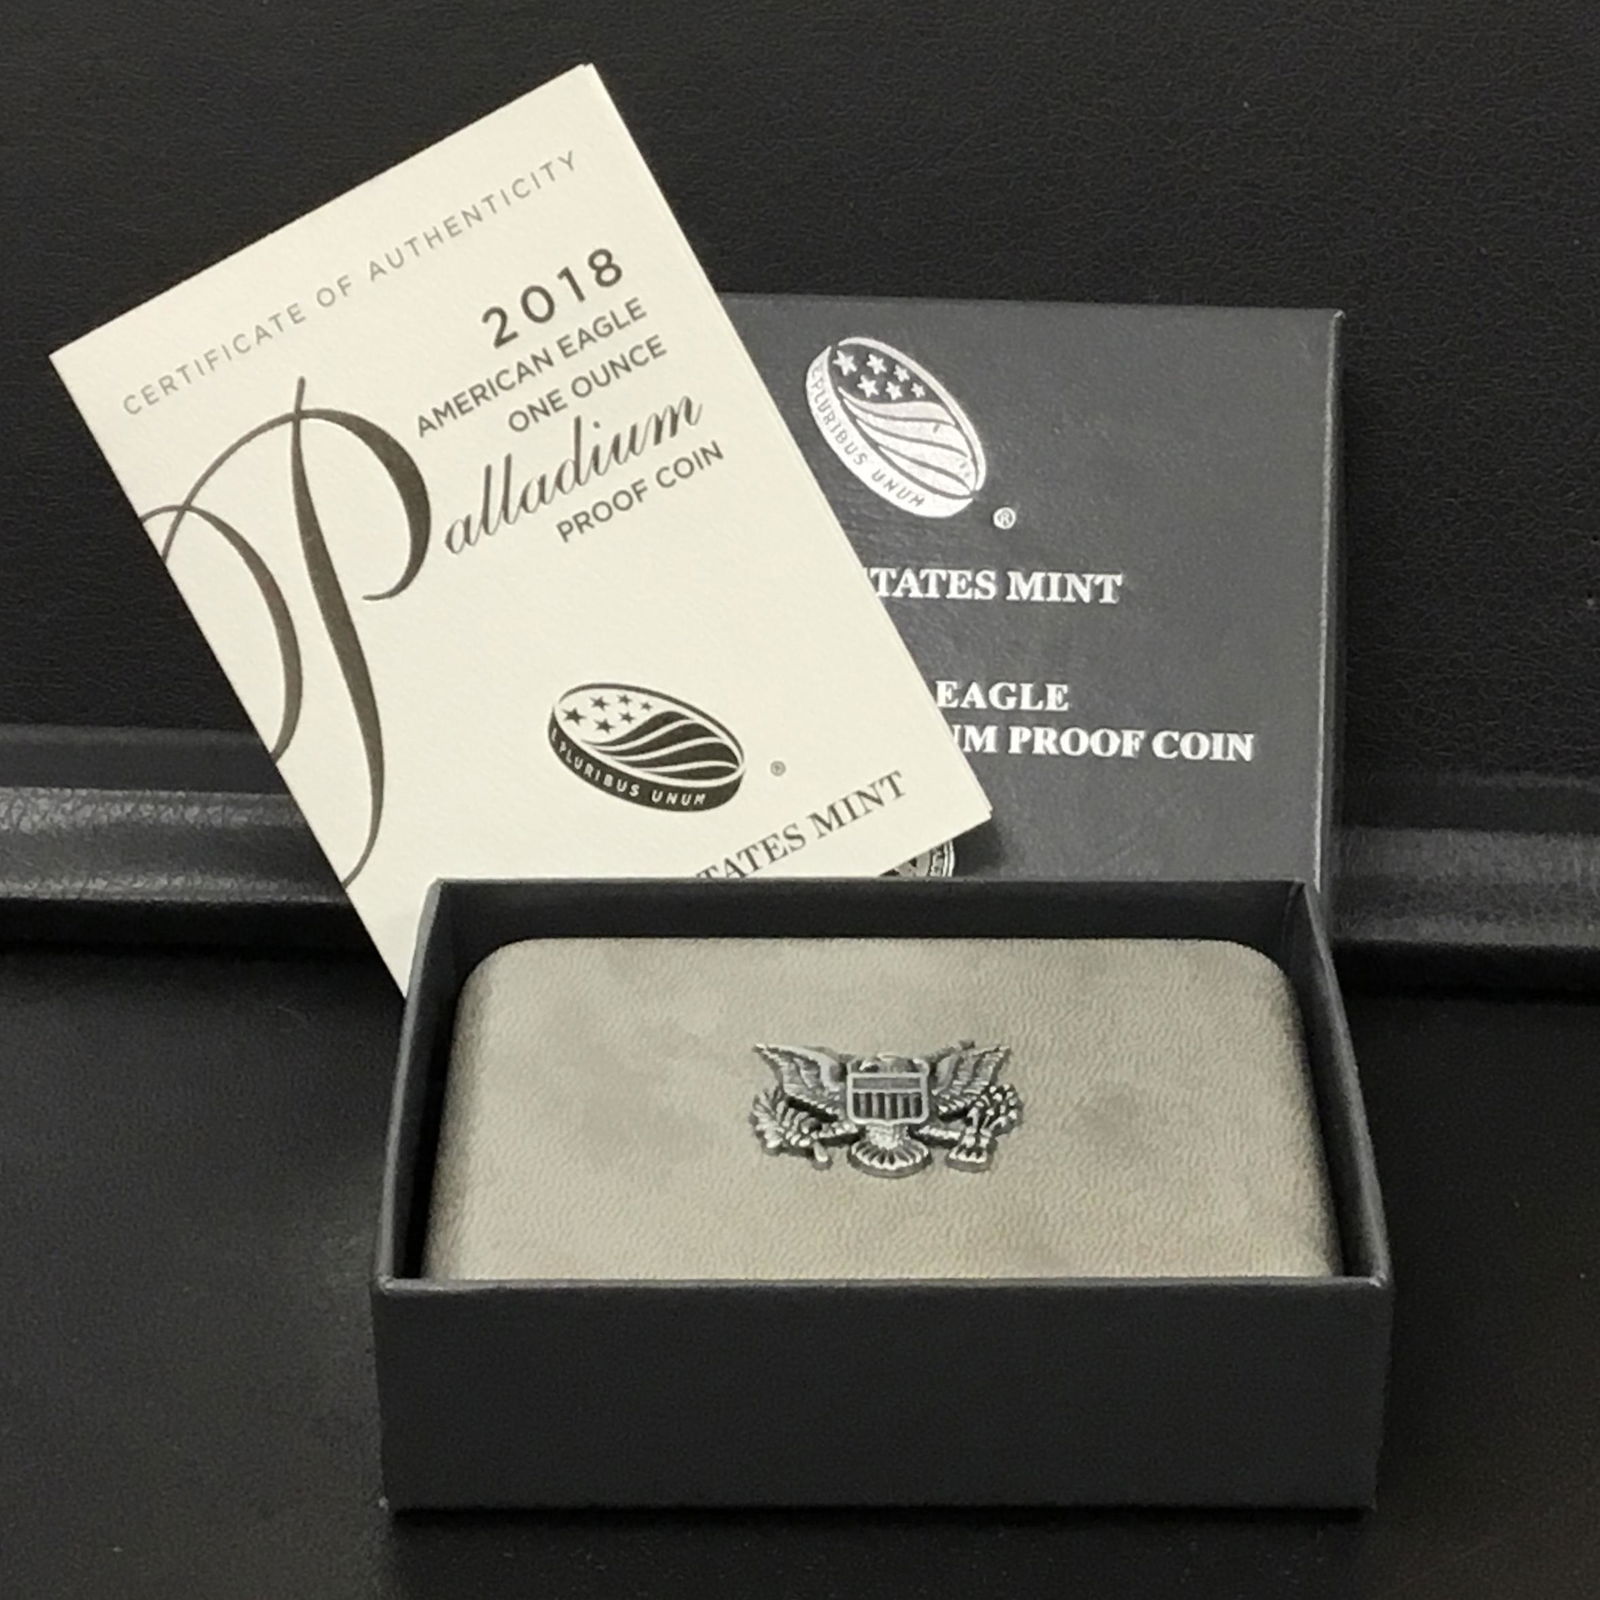 CERTIFICATE OF AUTHENTICITY
2018
AMERICAN EAGLE
ONE OUNCE
Palladium
PROOF COIN
E PLURIBUS UNUM
®
TATES MINT
E PLURIBUS UNUM
®
TATES MINT
EAGLE
UM PROOF COIN